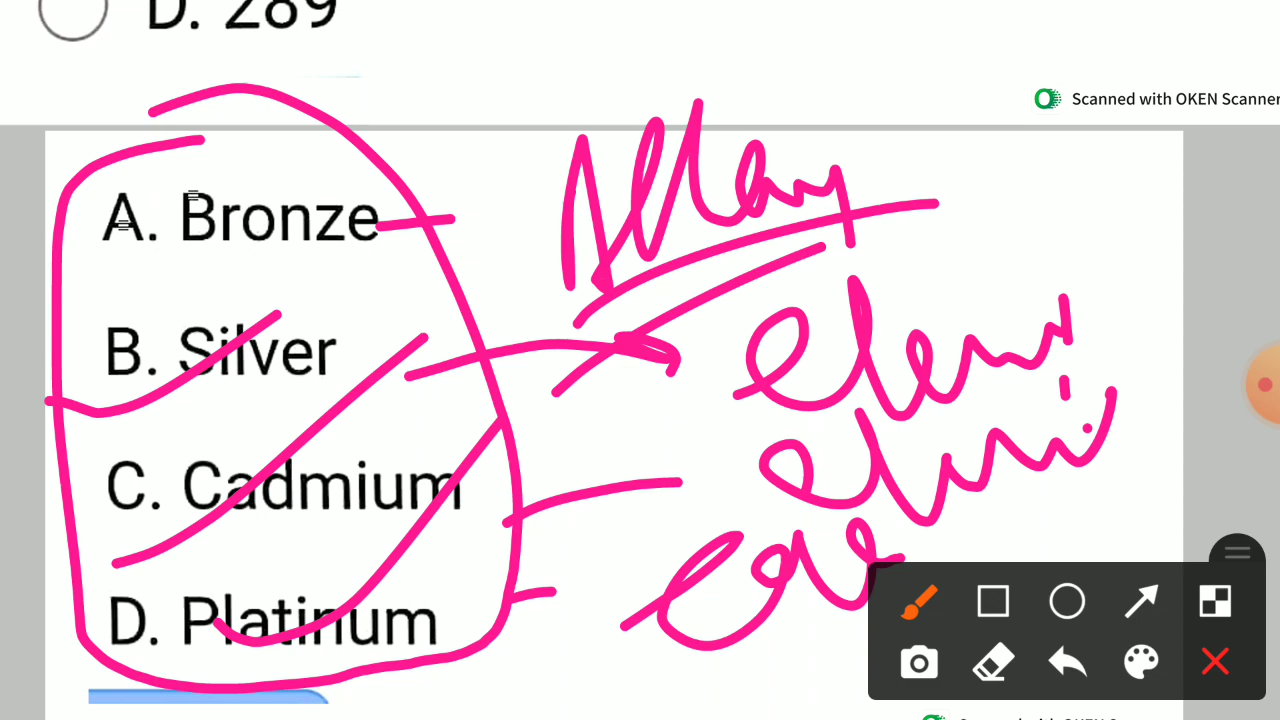 D. 289
Scanned with OKEN Scanner
A. Bronze
Alloy
B. Silver
C. Cadmium
D. Platinum